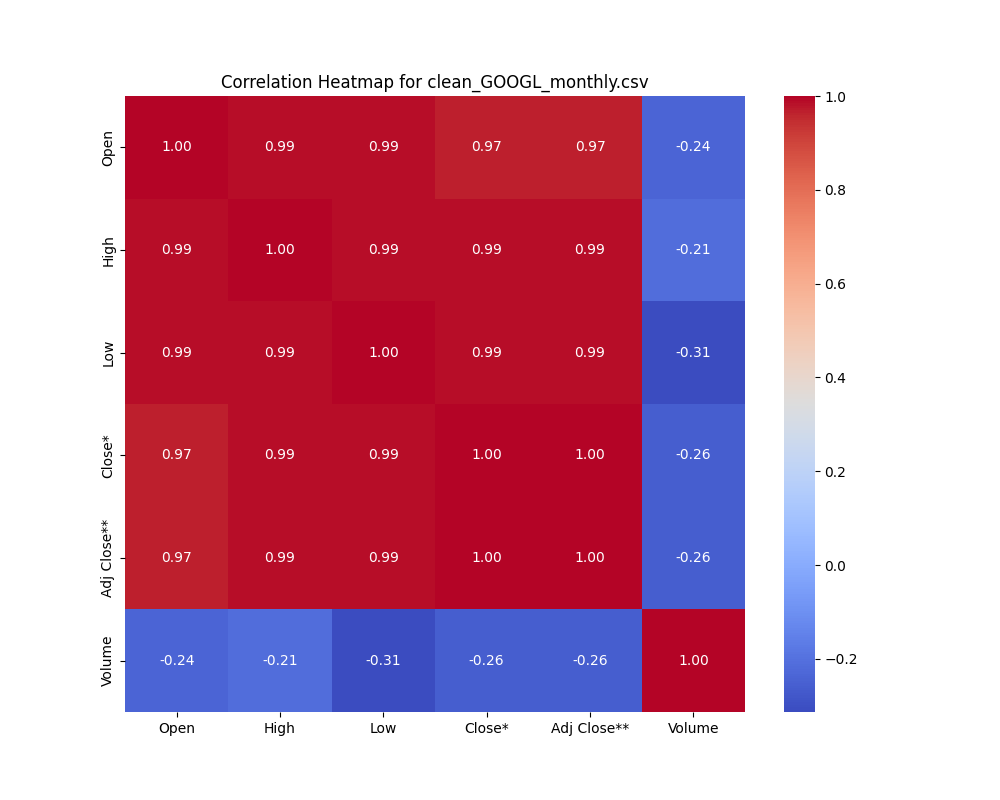 Correlation Heatmap for clean_GOOGL_monthly.csv
Open 1.00 0.99 0.99 0.97 0.97 -0.24
High 0.99 1.00 0.99 0.99 0.99 -0.21
Low 0.99 0.99 1.00 0.99 0.99 -0.31
Close* 0.97 0.99 0.99 1.00 1.00 -0.26
Adj Close** 0.97 0.99 0.99 1.00 1.00 -0.26
Volume -0.24 -0.21 -0.31 -0.26 -0.26 1.00
Open High Low Close* Adj Close** Volume
1.0
0.8
0.6
0.4
0.2
0.0
−0.2